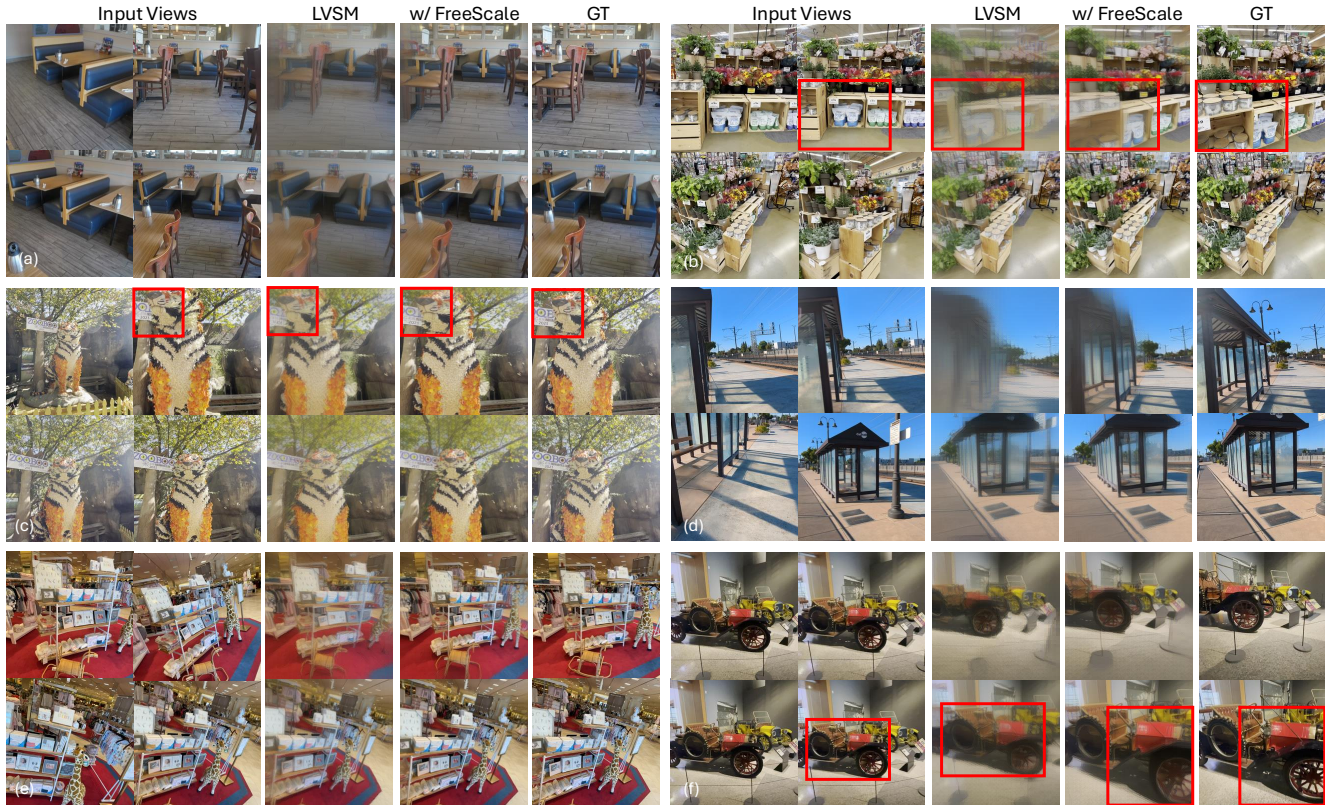 Input Views LVSM w/ FreeScale GT
Input Views LVSM w/ FreeScale GT
(a)
(b)
(c)
(d)
(e)
(f)